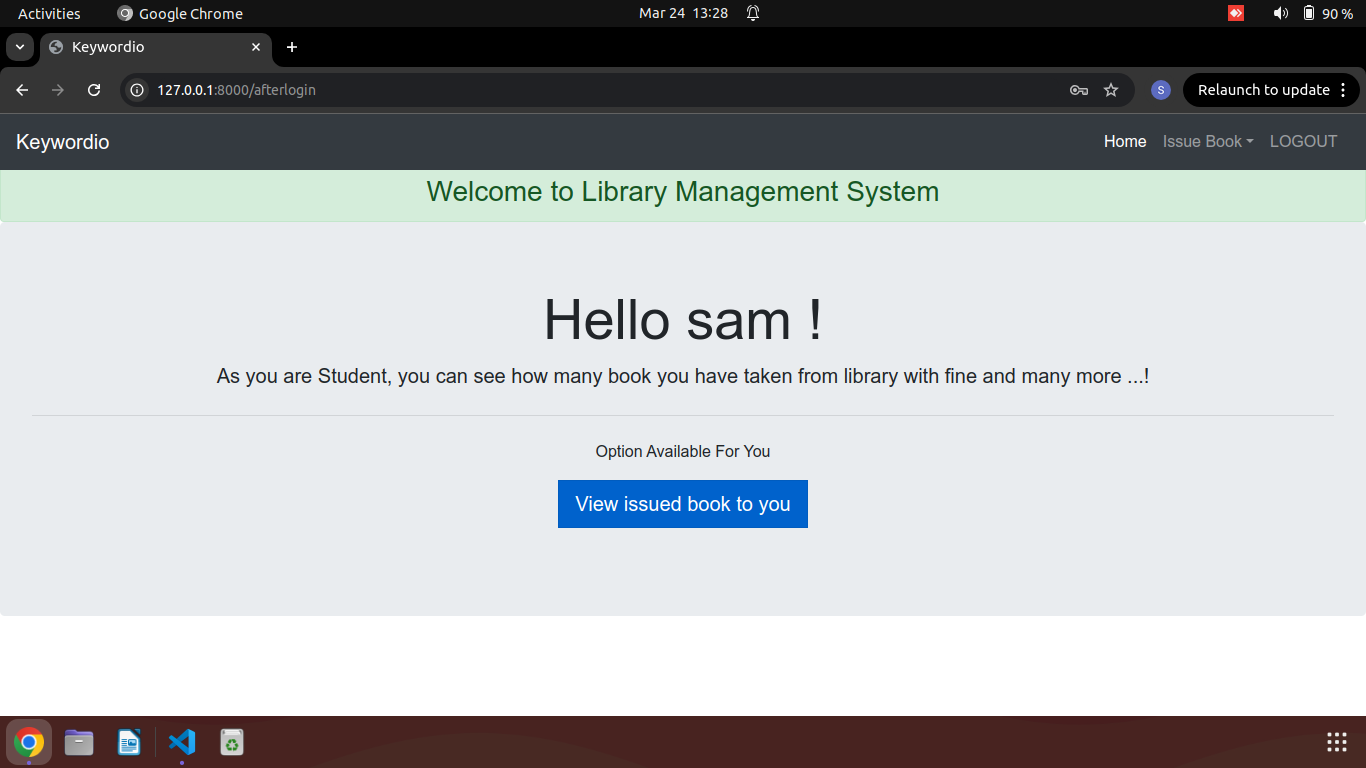 Activities Google Chrome Mar 24 13:28 90 %
Keywordio
127.0.0.1:8000/afterlogin S Relaunch to update
Keywordio Home Issue Book LOGOUT
Welcome to Library Management System
Hello sam !
As you are Student, you can see how many book you have taken from library with fine and many more ...!
Option Available For You
View issued book to you